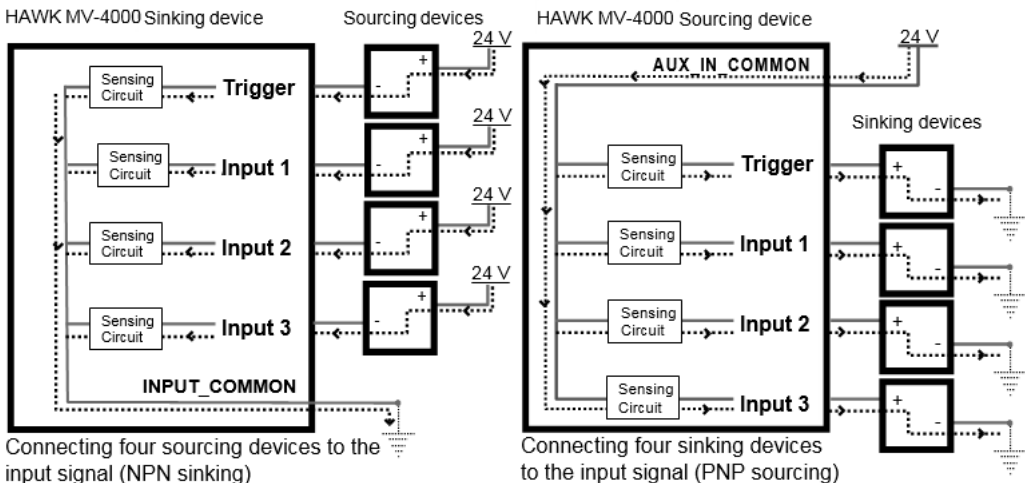 HAWK MV-4000 Sinking device
Sourcing devices
24 V
+
-
Sensing
Circuit
Trigger
24 V
+
-
Sensing
Circuit
Input 1
24 V
+
-
Sensing
Circuit
Input 2
24 V
+
-
Sensing
Circuit
Input 3
INPUT_COMMON
Connecting four sourcing devices to the
input signal (NPN sinking)
HAWK MV-4000 Sourcing device
24 V
AUX_IN_COMMON
Sinking devices
Sensing
Circuit
Trigger
+
-
Sensing
Circuit
Input 1
+
-
Sensing
Circuit
Input 2
+
-
Sensing
Circuit
Input 3
+
-
Connecting four sinking devices
to the input signal (PNP sourcing)